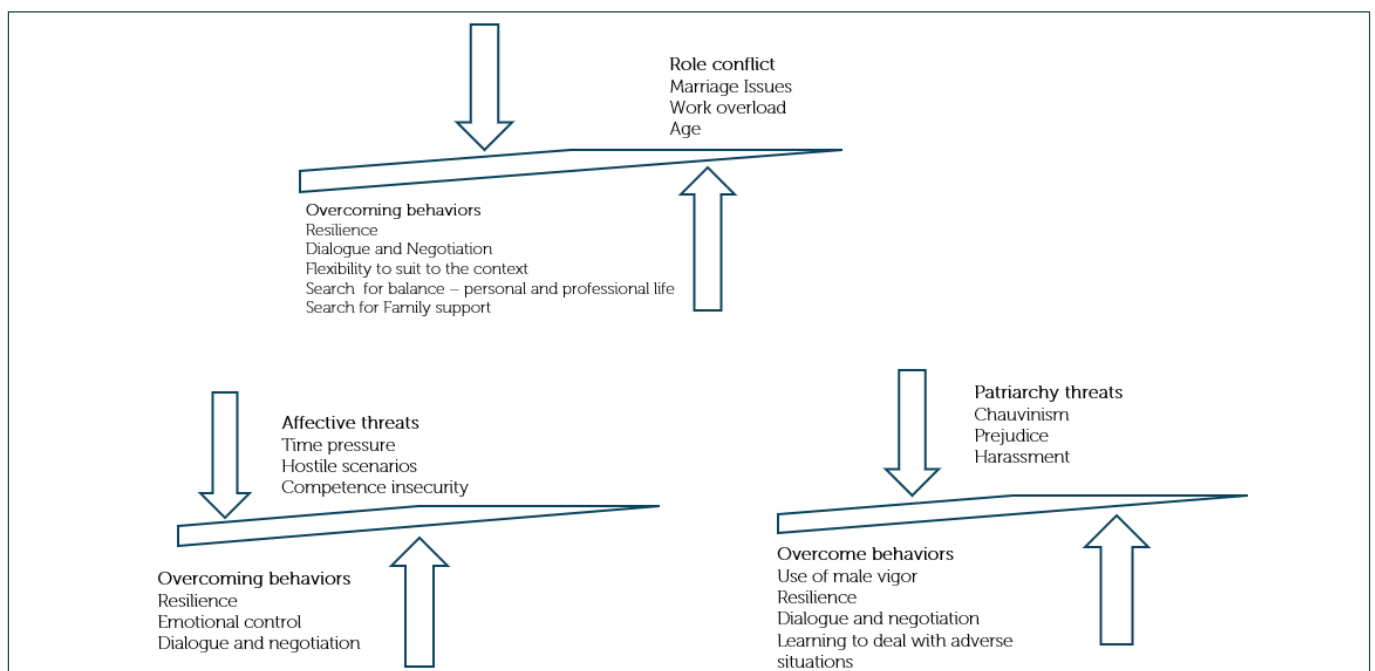 Role conflict
Marriage Issues
Work overload
Age
Overcoming behaviors
Resilience
Dialogue and Negotiation
Flexibility to suit to the context
Search for balance – personal and professional life
Search for Family support
Affective threats
Time pressure
Hostile scenarios
Competence insecurity
Overcoming behaviors
Resilience
Emotional control
Dialogue and negotiation
Patriarchy threats
Chauvinism
Prejudice
Harassment
Overcome behaviors
Use of male vigor
Resilience
Dialogue and negotiation
Learning to deal with adverse
situations